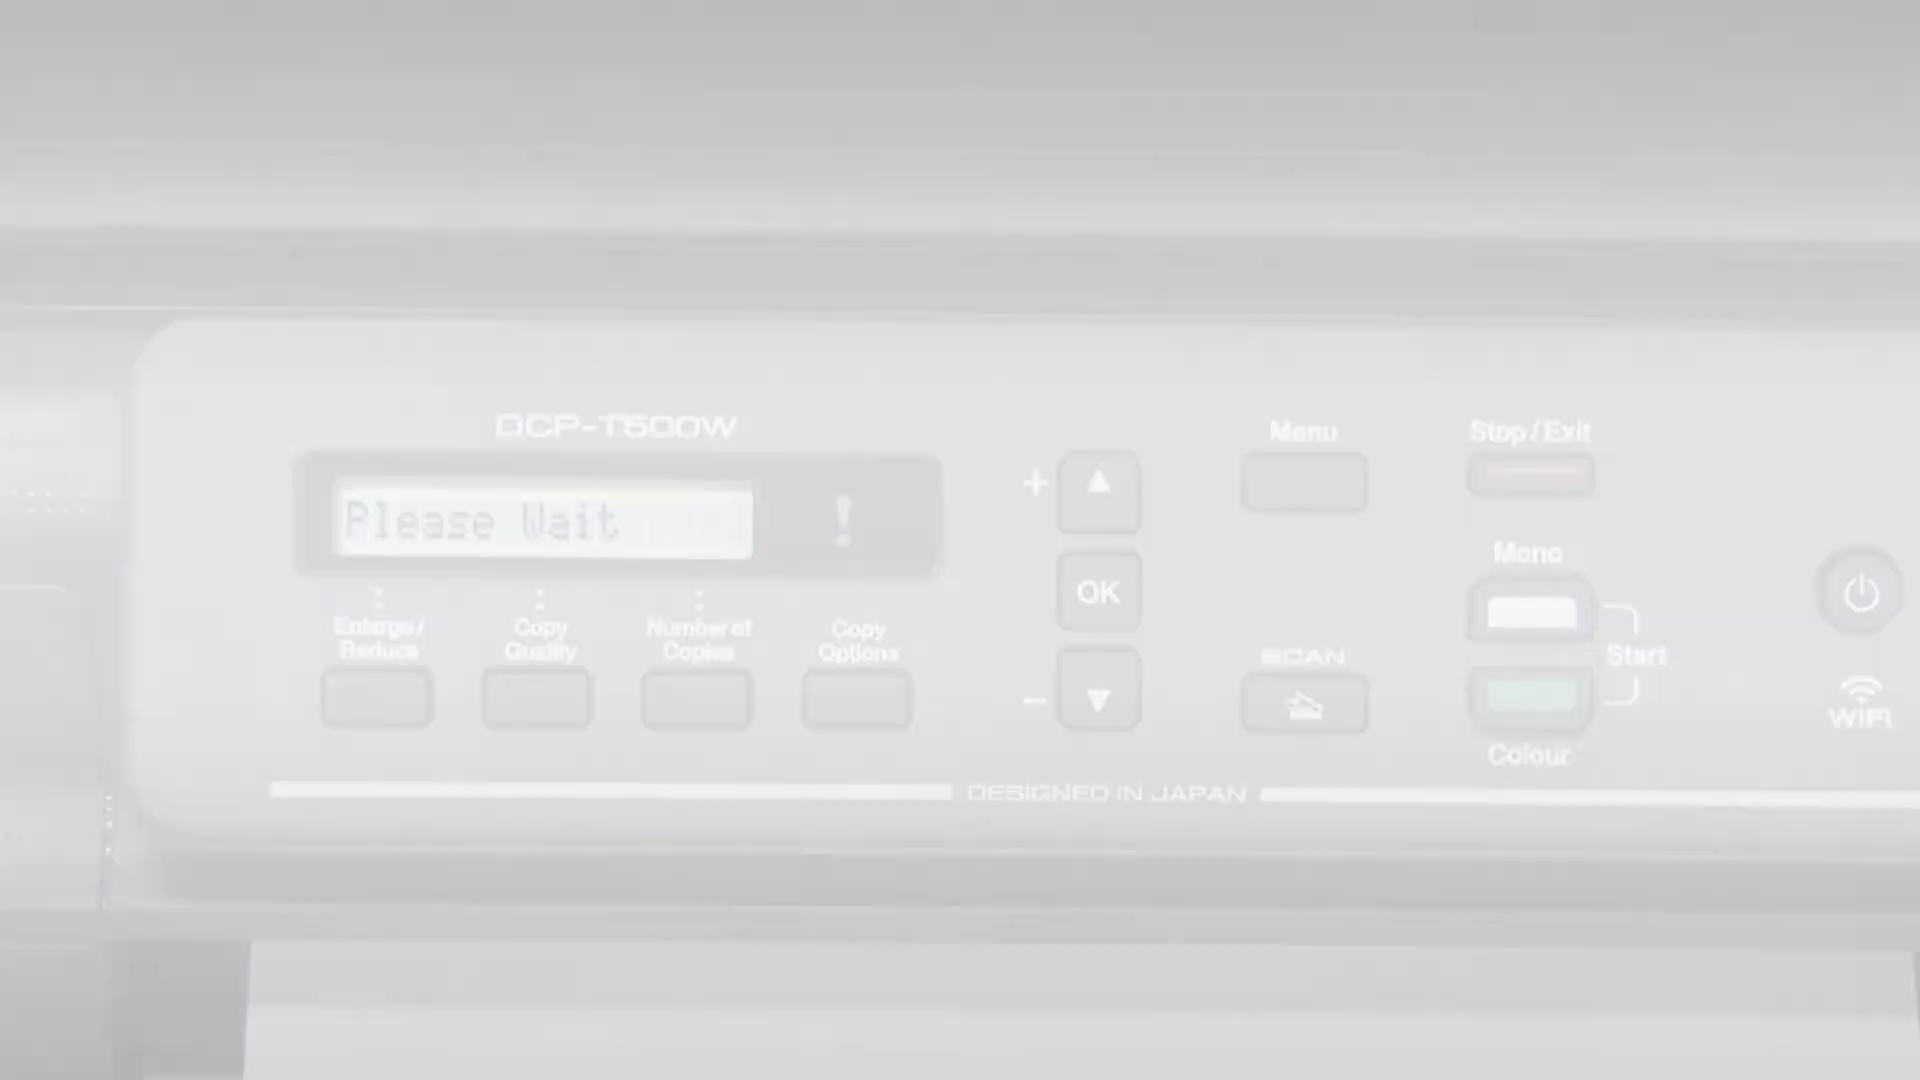 DCP-T500W
Please Wait
!
Enlarge /
Reduce
Copy
Quality
Number of
Copies
Copy
Options
+
OK
−
Menu
SCAN
Stop / Exit
Mono
Start
Colour
WiFi
DESIGNED IN JAPAN